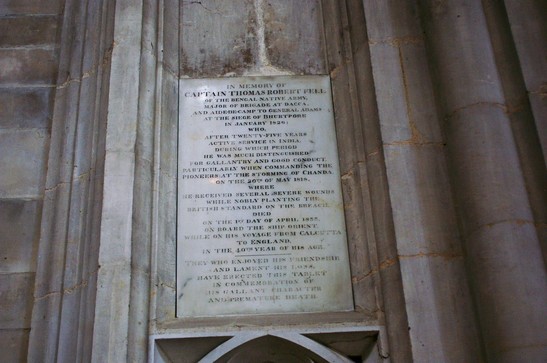 IN MEMORY OF
CAPTAIN THOMAS ROBERT FELL
OF THE BENGAL NATIVE ARMY,
MAJOR OF BRIGADE AT DACCA,
AND AIDE DE CAMP TO GENERAL ADAMS
AT THE SIEGE OF BHURTPORE
IN JANUARY 1826;
WHO,
AFTER TWENTY-FIVE YEARS
ACTIVE SERVICE IN INDIA,
DURING WHICH PERIOD
HE WAS MUCH DISTINGUISHED
FOR GALLANTRY AND GOOD CONDUCT,
PARTICULARLY WHEN COMMANDING THE
PIONEERS AT THE STORMING OF CHANDA,
ON THE 20TH OF MAY 1818,
WHERE
HE RECEIVED SEVERAL SEVERE WOUNDS
WHILE NOBLY PLANTING THE
BRITISH STANDARD ON THE BREACH,
DIED
ON THE 1ST DAY OF APRIL
ON BOARD THE SHIP ORIENT
WHILE ON HIS VOYAGE FROM CALCUTTA
TO ENGLAND,
IN THE 40TH YEAR OF HIS AGE.
THEY WHO ENJOYED HIS FRIENDSHIP
AND LAMENT HIS LOSS,
HAVE ERECTED THIS TABLET
IN COMMEMORATION OF
HIS GALLANT CHARACTER
AND PREMATURE DEATH